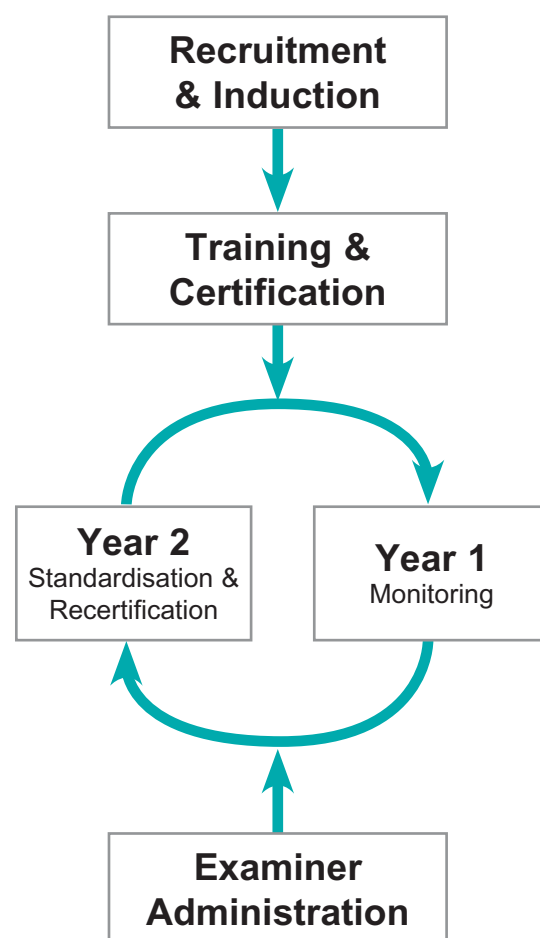 Recruitment
& Induction
Training &
Certification
Year 2
Standardisation &
Recertification
Year 1
Monitoring
Examiner
Administration